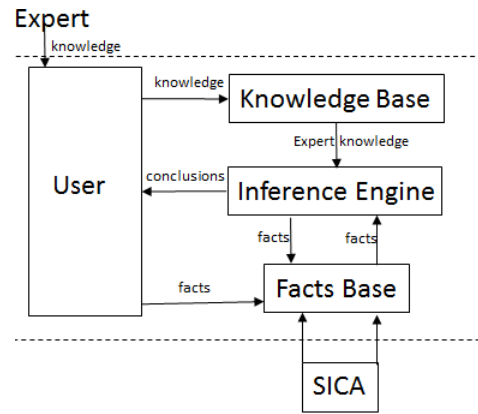 Expert
knowledge
knowledge
Knowledge Base
Expert knowledge
conclusions
User
Inference Engine
facts
facts
facts
Facts Base
SICA